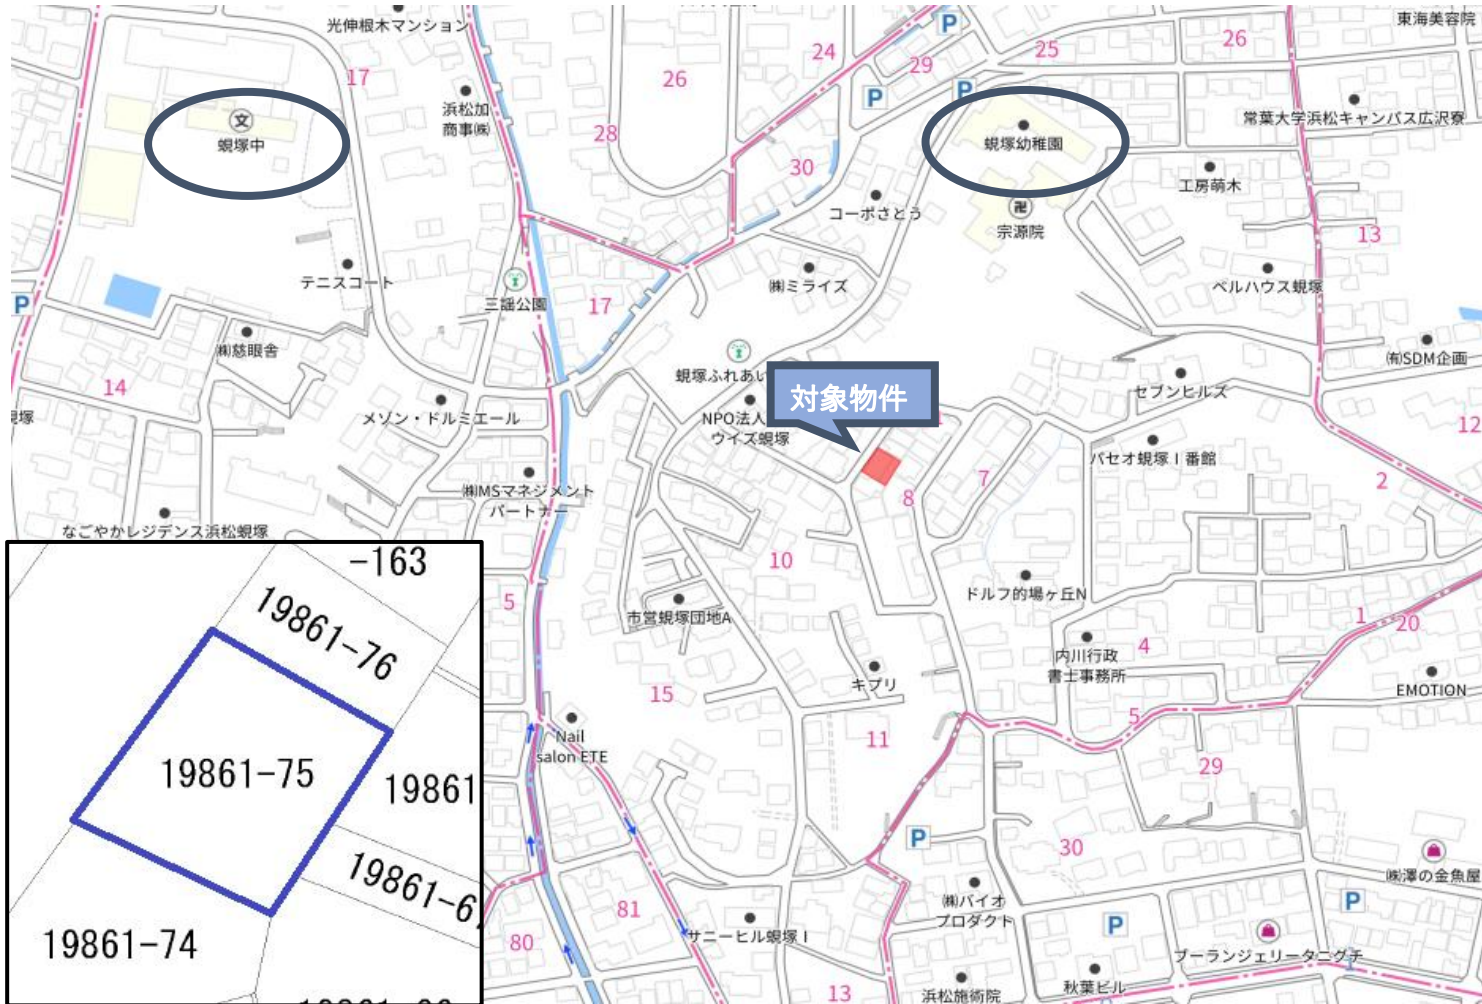 光伸根木マンション
24
29
25
26
東海美容院
P
17
26
浜松加
商事㈱
28
P
P
文
蜆塚中
常葉大学浜松キャンパス広沢寮
蜆塚幼稚園
30
工房萌木
コーポさとう
卍
宗源院
13
テニスコート
㈱ミライズ
ベルハウス蜆塚
三謡公園
17
P
㈱慈眼舎
14
蜆塚ふれあい
㈲SDM企画
対象物件
セブンヒルズ
メゾン・ドルミエール
NPO法人
ウイズ蜆塚
12
蜆塚
パセオ蜆塚Ⅰ番館
2
7
8
㈱MSマネジメント
パートナー
なごやかレジデンス浜松蜆塚
10
ドルフ的場ヶ丘N
5
市営蜆塚団地A
1
20
4
内川行政
書士事務所
キプリ
15
EMOTION
5
11
Nail
salon ETE
29
P
30
㈱澤の金魚屋
㈱バイオ
プロダクト
P
P
81
サニーヒル蜆塚Ⅰ
80
ブーランジェリータニグチ
13
浜松施術院
秋葉ビル
1
-163
19861-76
19861-75
19861
19861-6
19861-74